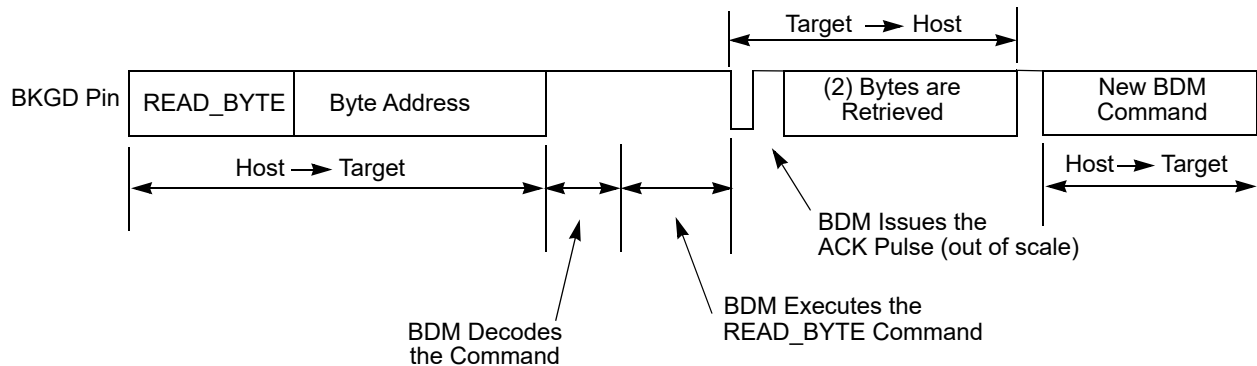 Target → Host
BKGD Pin
READ_BYTE
Byte Address
(2) Bytes are
Retrieved
New BDM
Command
Host → Target
Host → Target
BDM Issues the
ACK Pulse (out of scale)
BDM Executes the
READ_BYTE Command
BDM Decodes
the Command